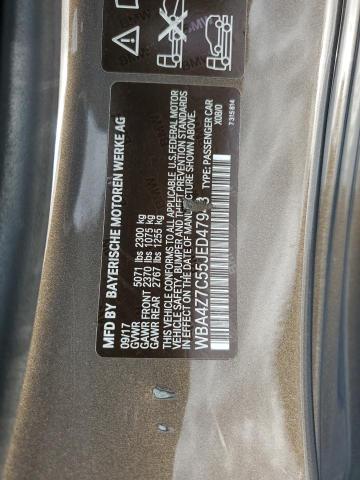 MFD BY BAYERISCHE MOTOREN WERKE AG
09/17
GVWR 5071 lbs 2300 kg
GAWR FRONT 2370 lbs 1075 kg
GAWR REAR 2767 lbs 1255 kg
THIS VEHICLE CONFORMS TO ALL APPLICABLE U.S. FEDERAL MOTOR
VEHICLE SAFETY, BUMPER, AND THEFT PREVENTION STANDARDS
IN EFFECT ON THE DATE OF MANUFACTURE SHOWN ABOVE.
WBA4Z7C55JED479 3
TYPE: PASSENGER CAR
X08/0
7315814